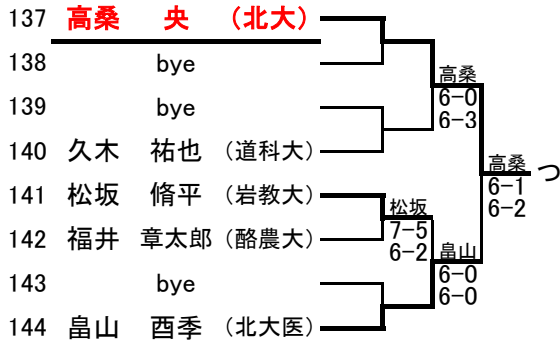 137 高桑 央 （北大）
138 bye
139 bye
140 久木 祐也 （道科大）
141 松坂 脩平 （岩教大）
142 福井 章太郎 （酪農大）
143 bye
144 畠山 酉季 （北大医）
松坂
7-5
6-2
高桑
6-0
6-3
畠山
6-0
6-0
高桑
6-1
6-2
つ